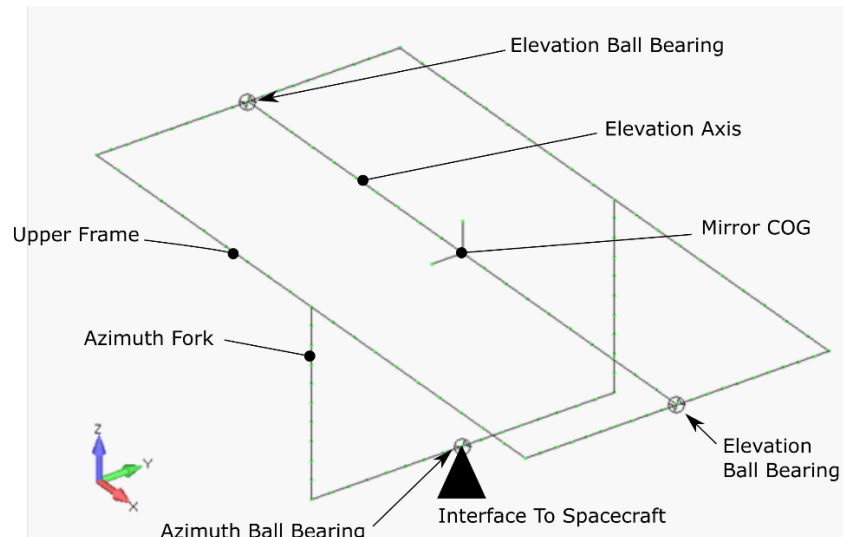 Elevation Ball Bearing
Elevation Axis
Mirror COG
Upper Frame
Azimuth Fork
Z
Y
X
Elevation
Ball Bearing
Interface To Spacecraft
Azimuth Ball Bearing